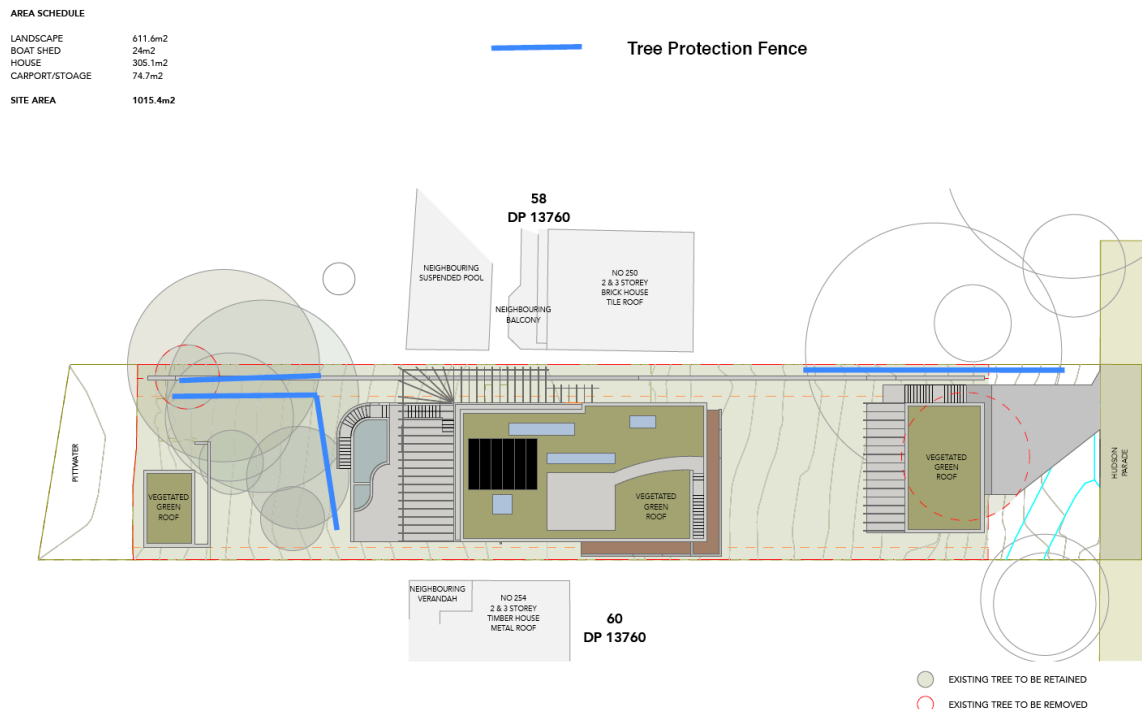 AREA SCHEDULE
LANDSCAPE 611.6m2
BOAT SHED 24m2
HOUSE 305.1m2
CARPORT/STOAGE 74.7m2
SITE AREA 1015.4m2
Tree Protection Fence
58
DP 13760
NEIGHBOURING
SUSPENDED POOL
NEIGHBOURING
BALCONY
NO 250
2 & 3 STOREY
BRICK HOUSE
TILE ROOF
PITTWATER
VEGETATED
GREEN
ROOF
VEGETATED
GREEN
ROOF
VEGETATED
GREEN
ROOF
HUDSON
PARADE
NEIGHBOURING
VERANDAH
NO 254
2 & 3 STOREY
TIMBER HOUSE
METAL ROOF
60
DP 13760
EXISTING TREE TO BE RETAINED
EXISTING TREE TO BE REMOVED